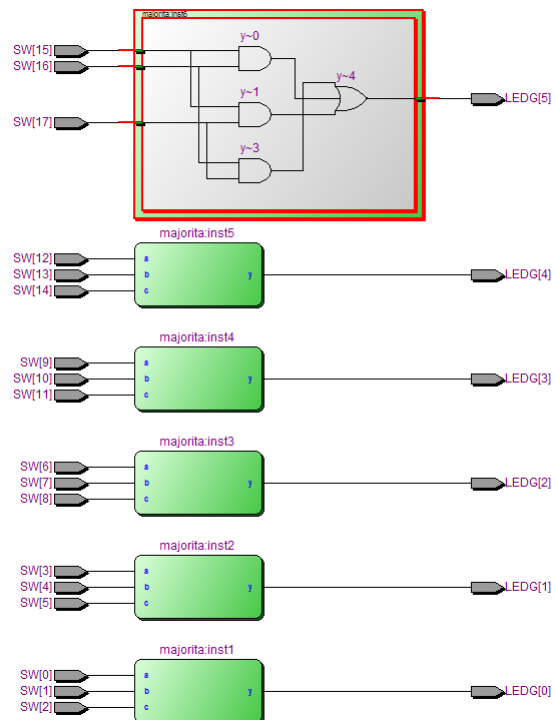 majorita:inst6
SW[15]
SW[16]
SW[17]
y~0
y~1
y~3
y~4
LEDG[5]
majorita:inst5
SW[12] a
SW[13] b y LEDG[4]
SW[14] c
majorita:inst4
SW[9] a
SW[10] b y LEDG[3]
SW[11] c
majorita:inst3
SW[6] a
SW[7] b y LEDG[2]
SW[8] c
majorita:inst2
SW[3] a
SW[4] b y LEDG[1]
SW[5] c
majorita:inst1
SW[0] a
SW[1] b y LEDG[0]
SW[2] c